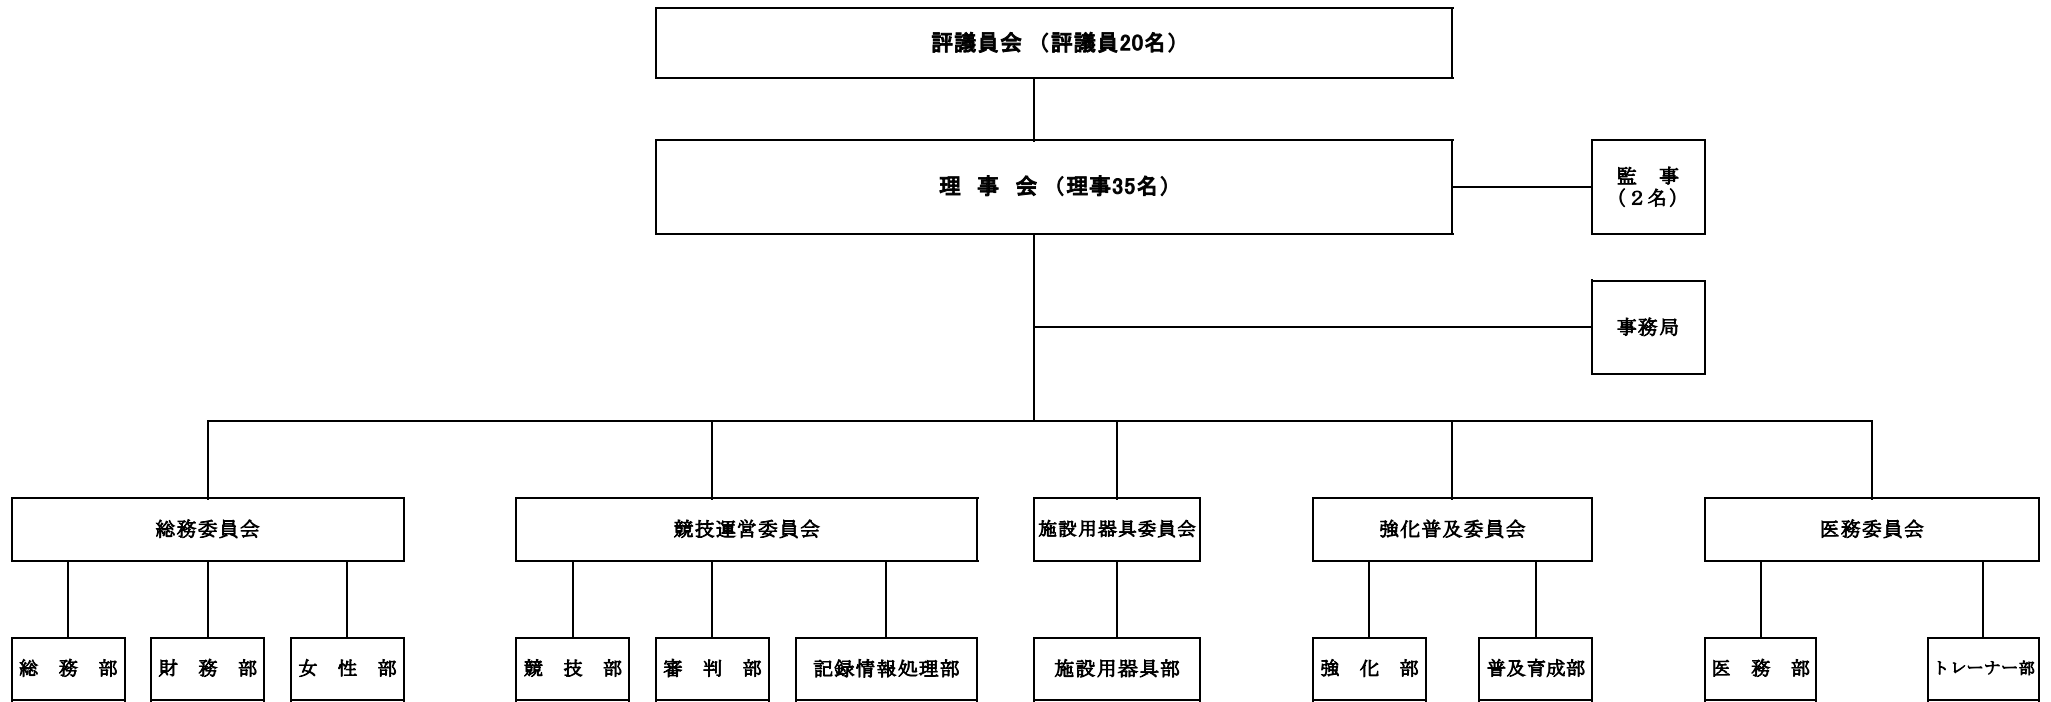 評議員会 （評議員20名）
理 事 会 （理事35名）
監 事
（２名）
事務局
総務委員会
競技運営委員会
施設用器具委員会
強化普及委員会
医務委員会
総 務 部
財 務 部
女 性 部
競 技 部
審 判 部
記録情報処理部
施設用器具部
強 化 部
普及育成部
医 務 部
トレーナー部